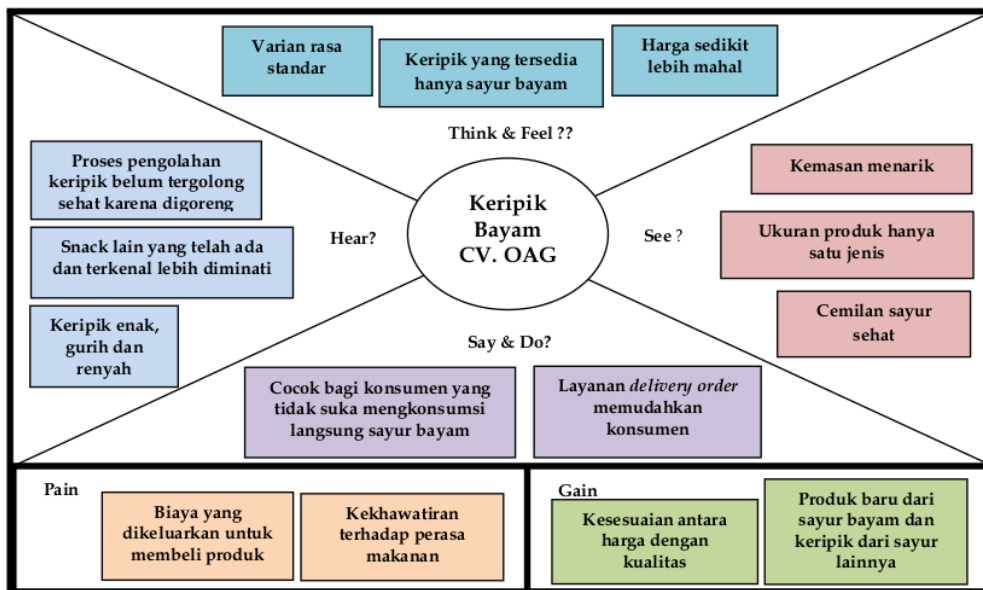 Varian rasa
standar
Keripik yang tersedia
hanya sayur bayam
Harga sedikit
lebih mahal
Think & Feel ??
Proses pengolahan
keripik belum tergolong
sehat karena digoreng
Snack lain yang telah ada
dan terkenal lebih diminati
Keripik enak,
gurih dan
renyah
Hear?
Keripik
Bayam
CV. OAG
See ?
Kemasan menarik
Ukuran produk hanya
satu jenis
Cemilan sayur
sehat
Say & Do?
Cocok bagi konsumen yang
tidak suka mengkonsumsi
langsung sayur bayam
Layanan delivery order
memudahkan
konsumen
Pain
Biaya yang
dikeluarkan untuk
membeli produk
Kekhawatiran
terhadap perasa
makanan
Gain
Kesesuaian antara
harga dengan
kualitas
Produk baru dari
sayur bayam dan
keripik dari sayur
lainnya